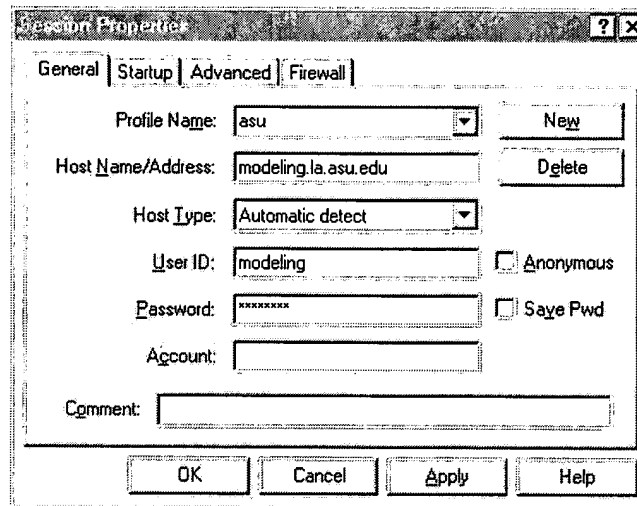 Session Properties ? X
General Startup Advanced Firewall
Profile Name: asu New
Host Name/Address: modeling.la.asu.edu Delete
Host Type: Automatic detect
User ID: modeling Anonymous
Password: ******** Save Pwd
Account:
Comment:
OK Cancel Apply Help